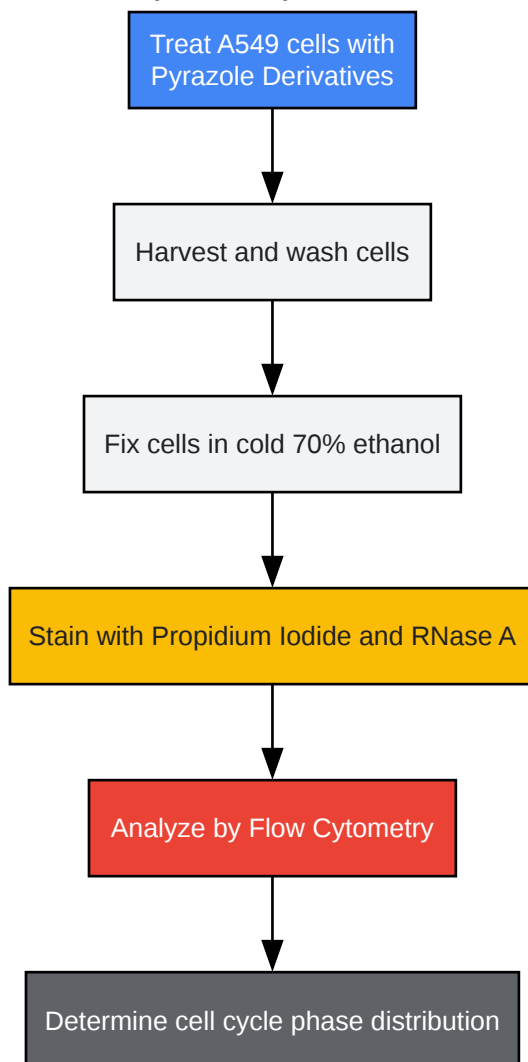 Treat A549 cells with
Pyrazole Derivatives
Harvest and wash cells
Fix cells in cold 70% ethanol
Stain with Propidium Iodide and RNase A
Analyze by Flow Cytometry
Determine cell cycle phase distribution